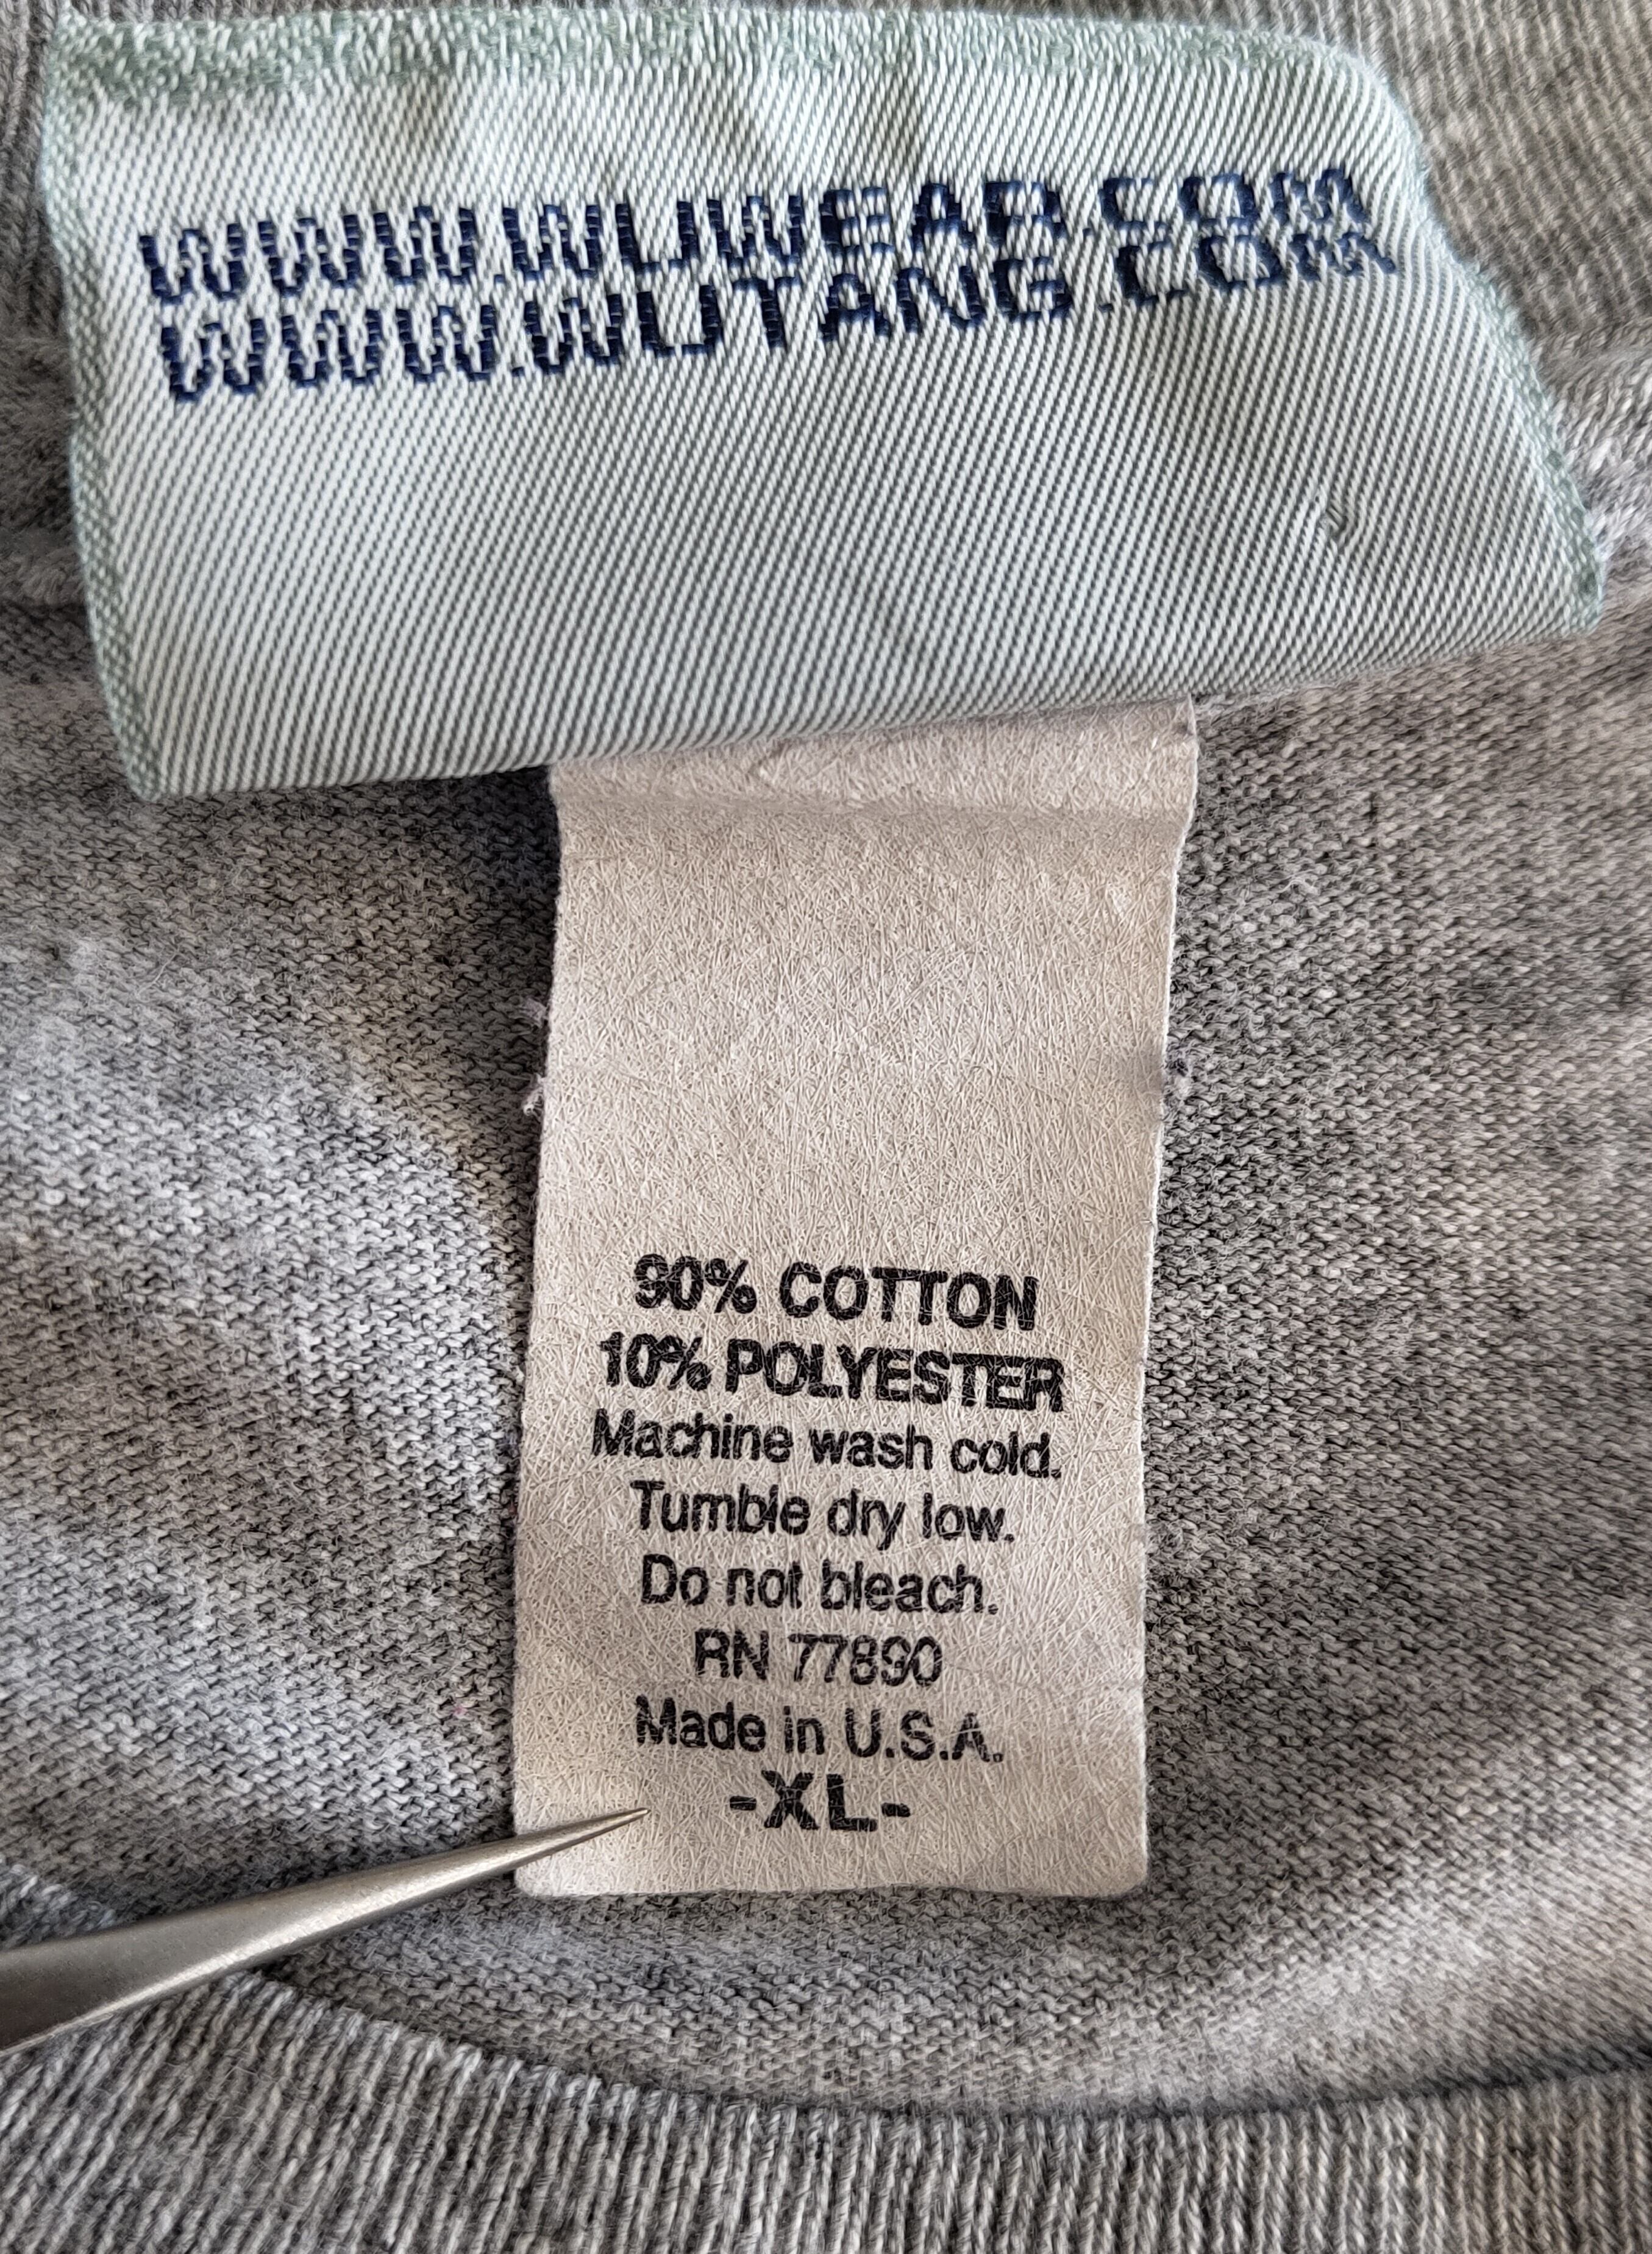 WWW.WUWEAR.COM
WWW.WUTANG.COM
90% COTTON
10% POLYESTER
Machine wash cold.
Tumble dry low.
Do not bleach.
RN 77890
Made in U.S.A.
-XL-